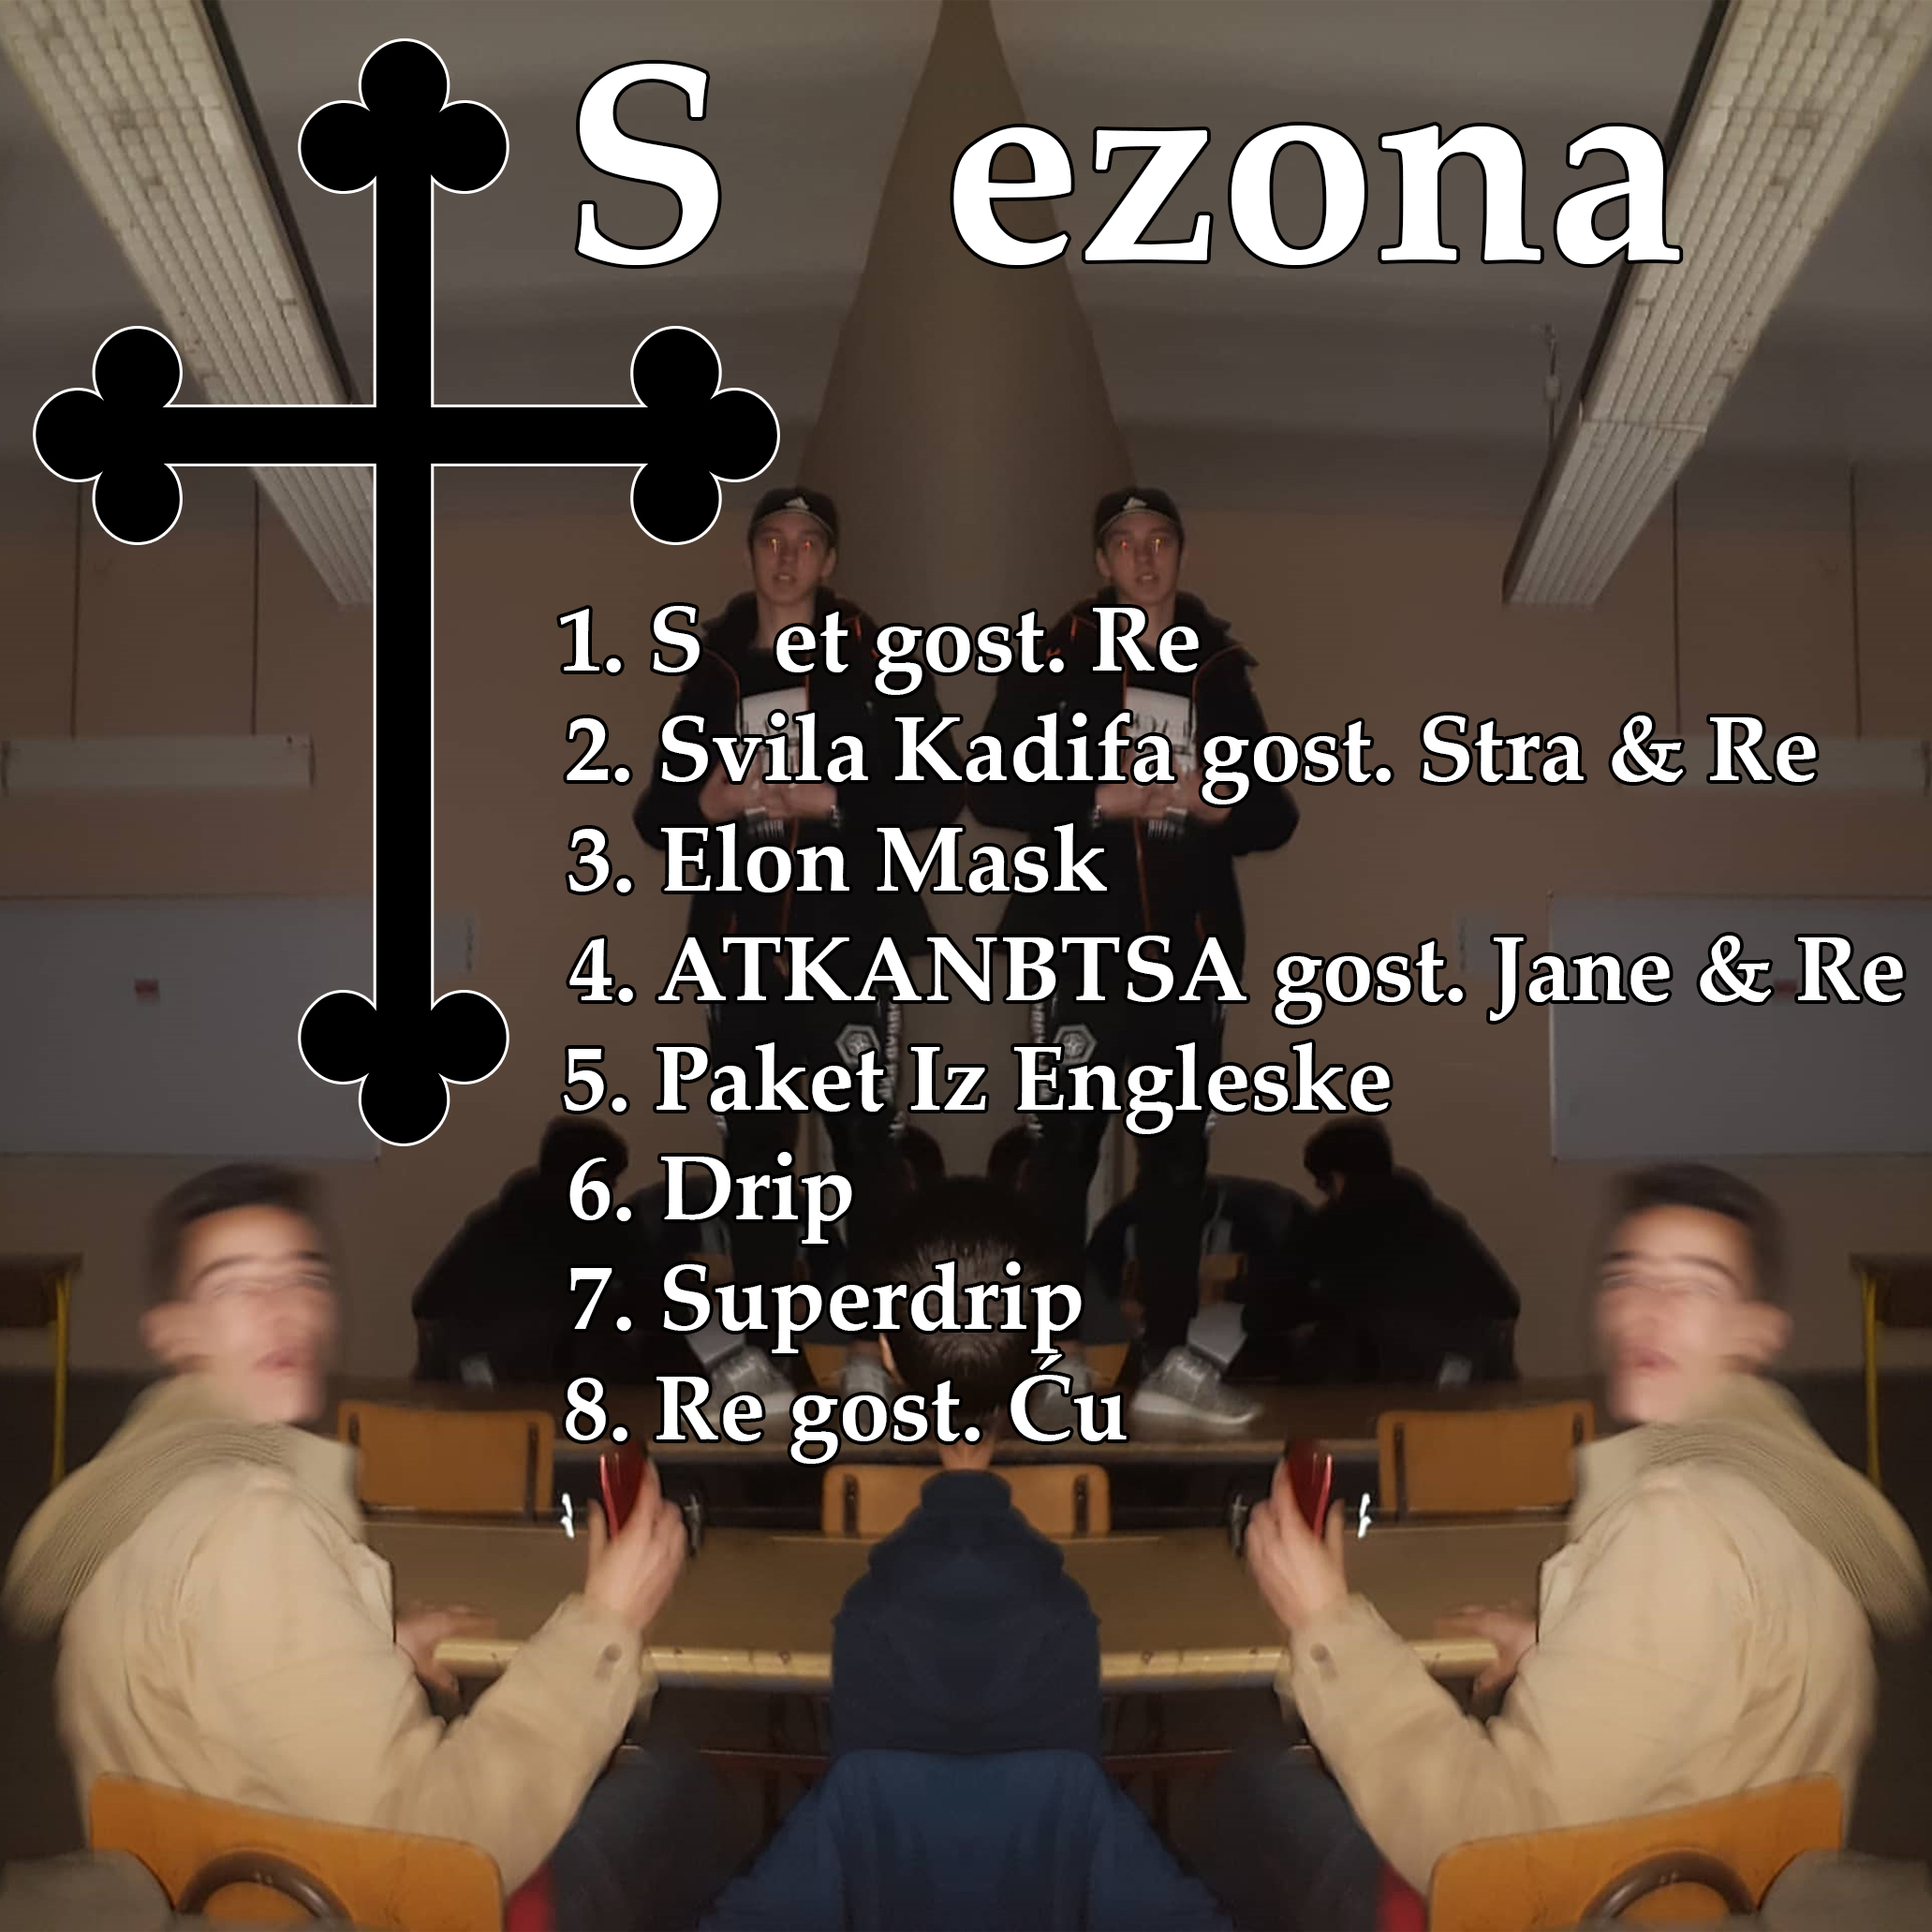 S ezona
1. S et gost. Re
2. Svila Kadifa gost. Stra & Re
3. Elon Mask
4. ATKANBTSA gost. Jane & Re
5. Paket Iz Engleske
6. Drip
7. Superdrip
8. Re gost. Ću